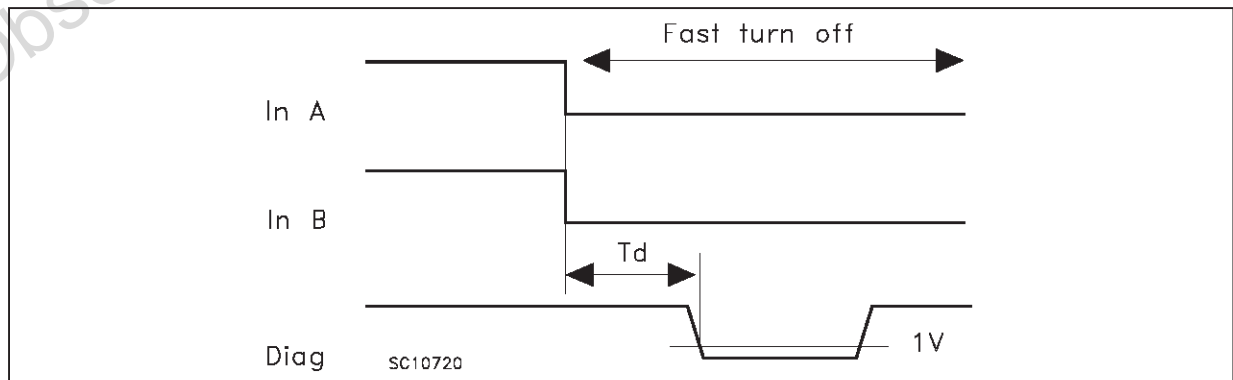 Fast turn off
In A
In B
Td
1V
Diag
SC10720